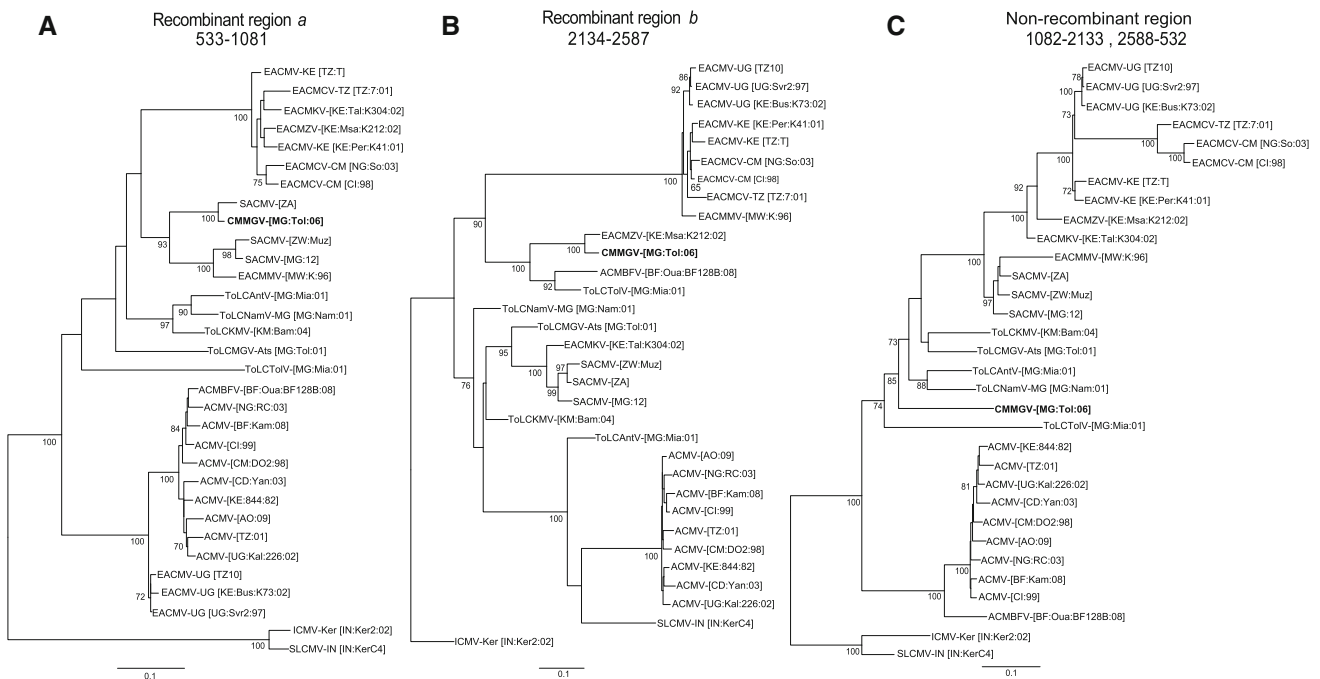 A
Recombinant region a
533-1081
EACMV-KE [TZ:T]
EACMCV-TZ [TZ:7:01]
EACMKV-[KE:Tal:K304:02]
EACMZV-[KE:Msa:K212:02]
100
EACMV-KE [KE:Per:K41:01]
EACMCV-CM [NG:So:03]
75
EACMCV-CM [CI:98]
SACMV-[ZA]
100
CMMGV-[MG:Tol:06]
93
SACMV-[ZW:Muz]
98
SACMV-[MG:12]
100
EACMMV-[MW:K:96]
ToLCAntV-[MG:Mia:01]
90
ToLCNamV-MG [MG:Nam:01]
97
ToLCKMV-[KM:Bam:04]
ToLCMGV-Ats [MG:Tol:01]
ToLCTolV-[MG:Mia:01]
ACMBFV-[BF:Oua:BF128B:08]
ACMV-[NG:RC:03]
84
ACMV-[BF:Kam:08]
100
ACMV-[CI:99]
ACMV-[CM:DO2:98]
100
ACMV-[CD:Yan:03]
ACMV-[KE:844:82]
ACMV-[AO:09]
100
ACMV-[TZ:01]
70
ACMV-[UG:Kal:226:02]
EACMV-UG [TZ10]
72
EACMV-UG [KE:Bus:K73:02]
EACMV-UG [UG:Svr2:97]
ICMV-Ker [IN:Ker2:02]
100
SLCMV-IN [IN:KerC4]
0.1
B
Recombinant region b
2134-2587
EACMV-UG [TZ10]
86
EACMV-UG [UG:Svr2:97]
92
EACMV-UG [KE:Bus:K73:02]
EACMV-KE [KE:Per:K41:01]
EACMV-KE [TZ:T]
EACMCV-CM [NG:So:03]
100
EACMCV-CM [CI:98]
65
EACMCV-TZ [TZ:7:01]
EACMMV-[MW:K:96]
90
EACMZV-[KE:Msa:K212:02]
100
CMMGV-[MG:Tol:06]
100
ACMBFV-[BF:Oua:BF128B:08]
92
ToLCTolV-[MG:Mia:01]
ToLCNamV-MG [MG:Nam:01]
ToLCMGV-Ats [MG:Tol:01]
95
EACMKV-[KE:Tal:K304:02]
97
SACMV-[ZW:Muz]
100
SACMV-[ZA]
76
99
SACMV-[MG:12]
ToLCKMV-[KM:Bam:04]
ToLCAntV-[MG:Mia:01]
ACMV-[AO:09]
ACMV-[NG:RC:03]
ACMV-[BF:Kam:08]
ACMV-[CI:99]
100
ACMV-[TZ:01]
ACMV-[CM:DO2:98]
100
ACMV-[KE:844:82]
ACMV-[CD:Yan:03]
ACMV-[UG:Kal:226:02]
SLCMV-IN [IN:KerC4]
ICMV-Ker [IN:Ker2:02]
0.1
C
Non-recombinant region
1082-2133 , 2588-532
EACMV-UG [TZ10]
78
EACMV-UG [UG:Svr2:97]
100
EACMV-UG [KE:Bus:K73:02]
73
EACMCV-TZ [TZ:7:01]
100
EACMCV-CM [NG:So:03]
100
EACMCV-CM [CI:98]
100
EACMV-KE [TZ:T]
92
72
EACMV-KE [KE:Per:K41:01]
100
EACMZV-[KE:Msa:K212:02]
EACMKV-[KE:Tal:K304:02]
100
EACMMV-[MW:K:96]
SACMV-[ZA]
SACMV-[ZW:Muz]
97
SACMV-[MG:12]
ToLCKMV-[KM:Bam:04]
73
ToLCMGV-Ats [MG:Tol:01]
ToLCAntV-[MG:Mia:01]
85
88
ToLCNamV-MG [MG:Nam:01]
74
CMMGV-[MG:Tol:06]
ToLCTolV-[MG:Mia:01]
ACMV-[KE:844:82]
ACMV-[TZ:01]
81
ACMV-[UG:Kal:226:02]
100
ACMV-[CD:Yan:03]
ACMV-[CM:DO2:98]
ACMV-[AO:09]
ACMV-[NG:RC:03]
100
ACMV-[BF:Kam:08]
100
ACMV-[CI:99]
ACMBFV-[BF:Oua:BF128B:08]
ICMV-Ker [IN:Ker2:02]
100
SLCMV-IN [IN:KerC4]
0.1